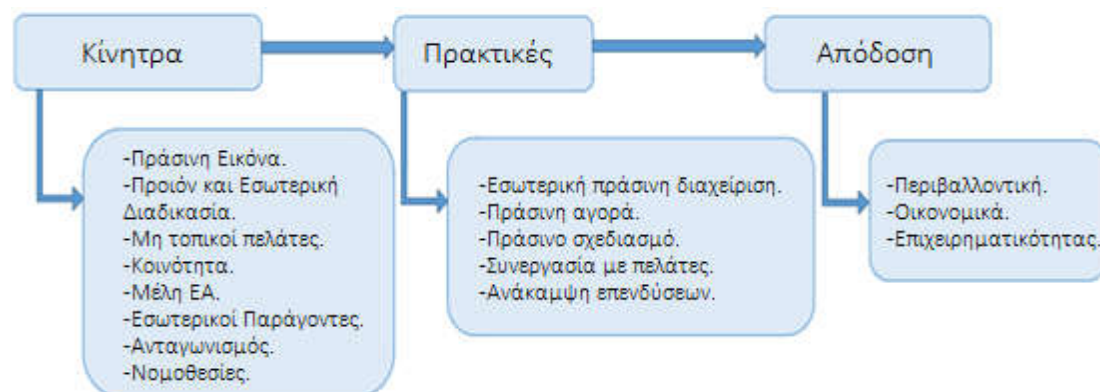 Κίνητρα
Πρακτικές
Απόδοση
-Πράσινη Εικόνα.
-Προιόν και Εσωτερική
Διαδικασία.
-Μη τοπικοί πελάτες.
-Κοινότητα.
-Μέλη ΕΑ.
-Εσωτερικοί Παράγοντες.
-Ανταγωνισμός.
-Νομοθεσίες.
-Εσωτερική πράσινη διαχείριση.
-Πράσινη αγορά.
-Πράσινο σχεδιασμό.
-Συνεργασία με πελάτες.
-Ανάκαμψη επενδύσεων.
-Περιβαλλοντική.
-Οικονομικά.
-Επιχειρηματικότητας.